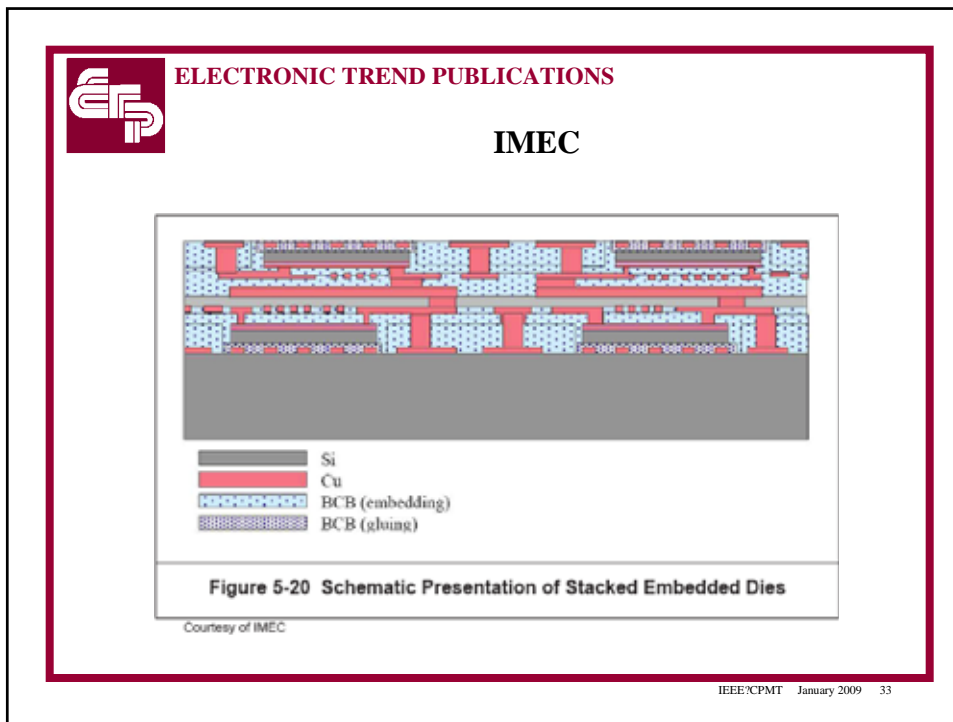 ETP
ELECTRONIC TREND PUBLICATIONS
IMEC
Si
Cu
BCB (embedding)
BCB (gluing)
Figure 5-20 Schematic Presentation of Stacked Embedded Dies
Courtesy of IMEC
IEEE?CPMT January 2009 33